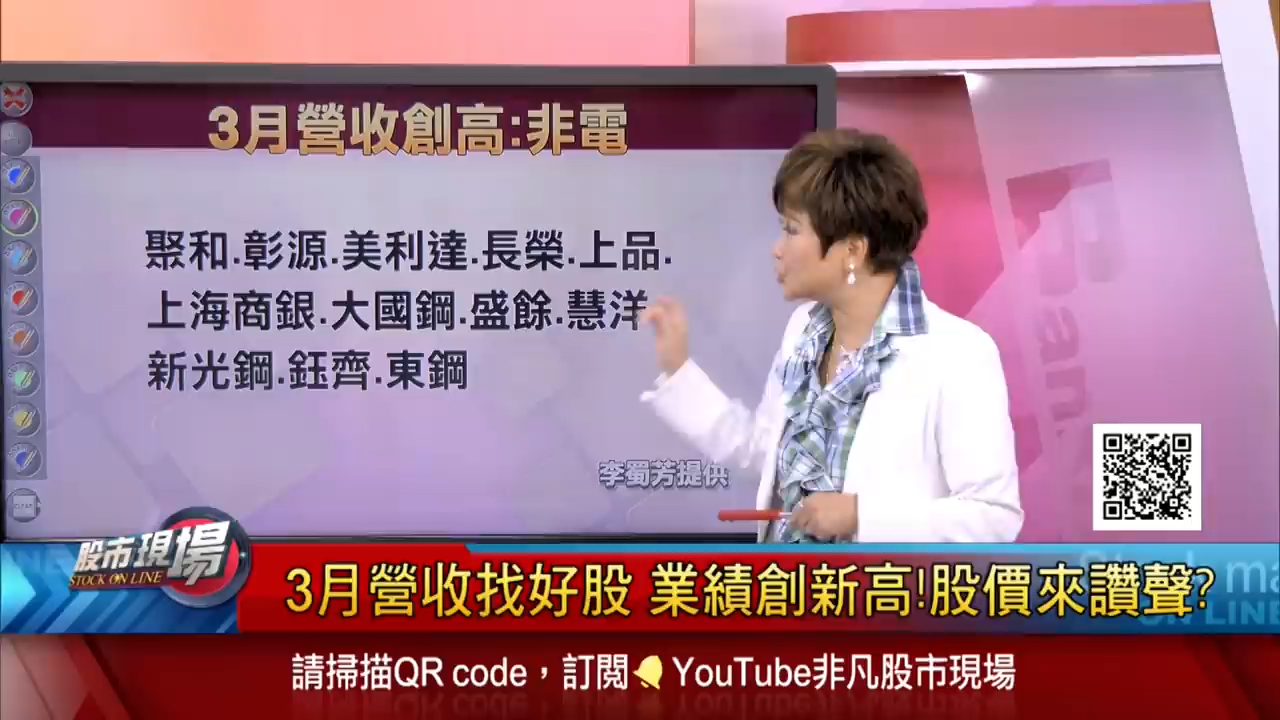 3月營收創高:非電
聚和.彰源.美利達.長榮.上品.
上海商銀.大國鋼.盛餘.慧洋
新光鋼.鈺齊.東鋼
李蜀芳提供
股市現場
STOCK ON LINE
3月營收找好股 業績創新高!股價來讚聲?
請掃描QR code，訂閱🔔YouTube非凡股市現場